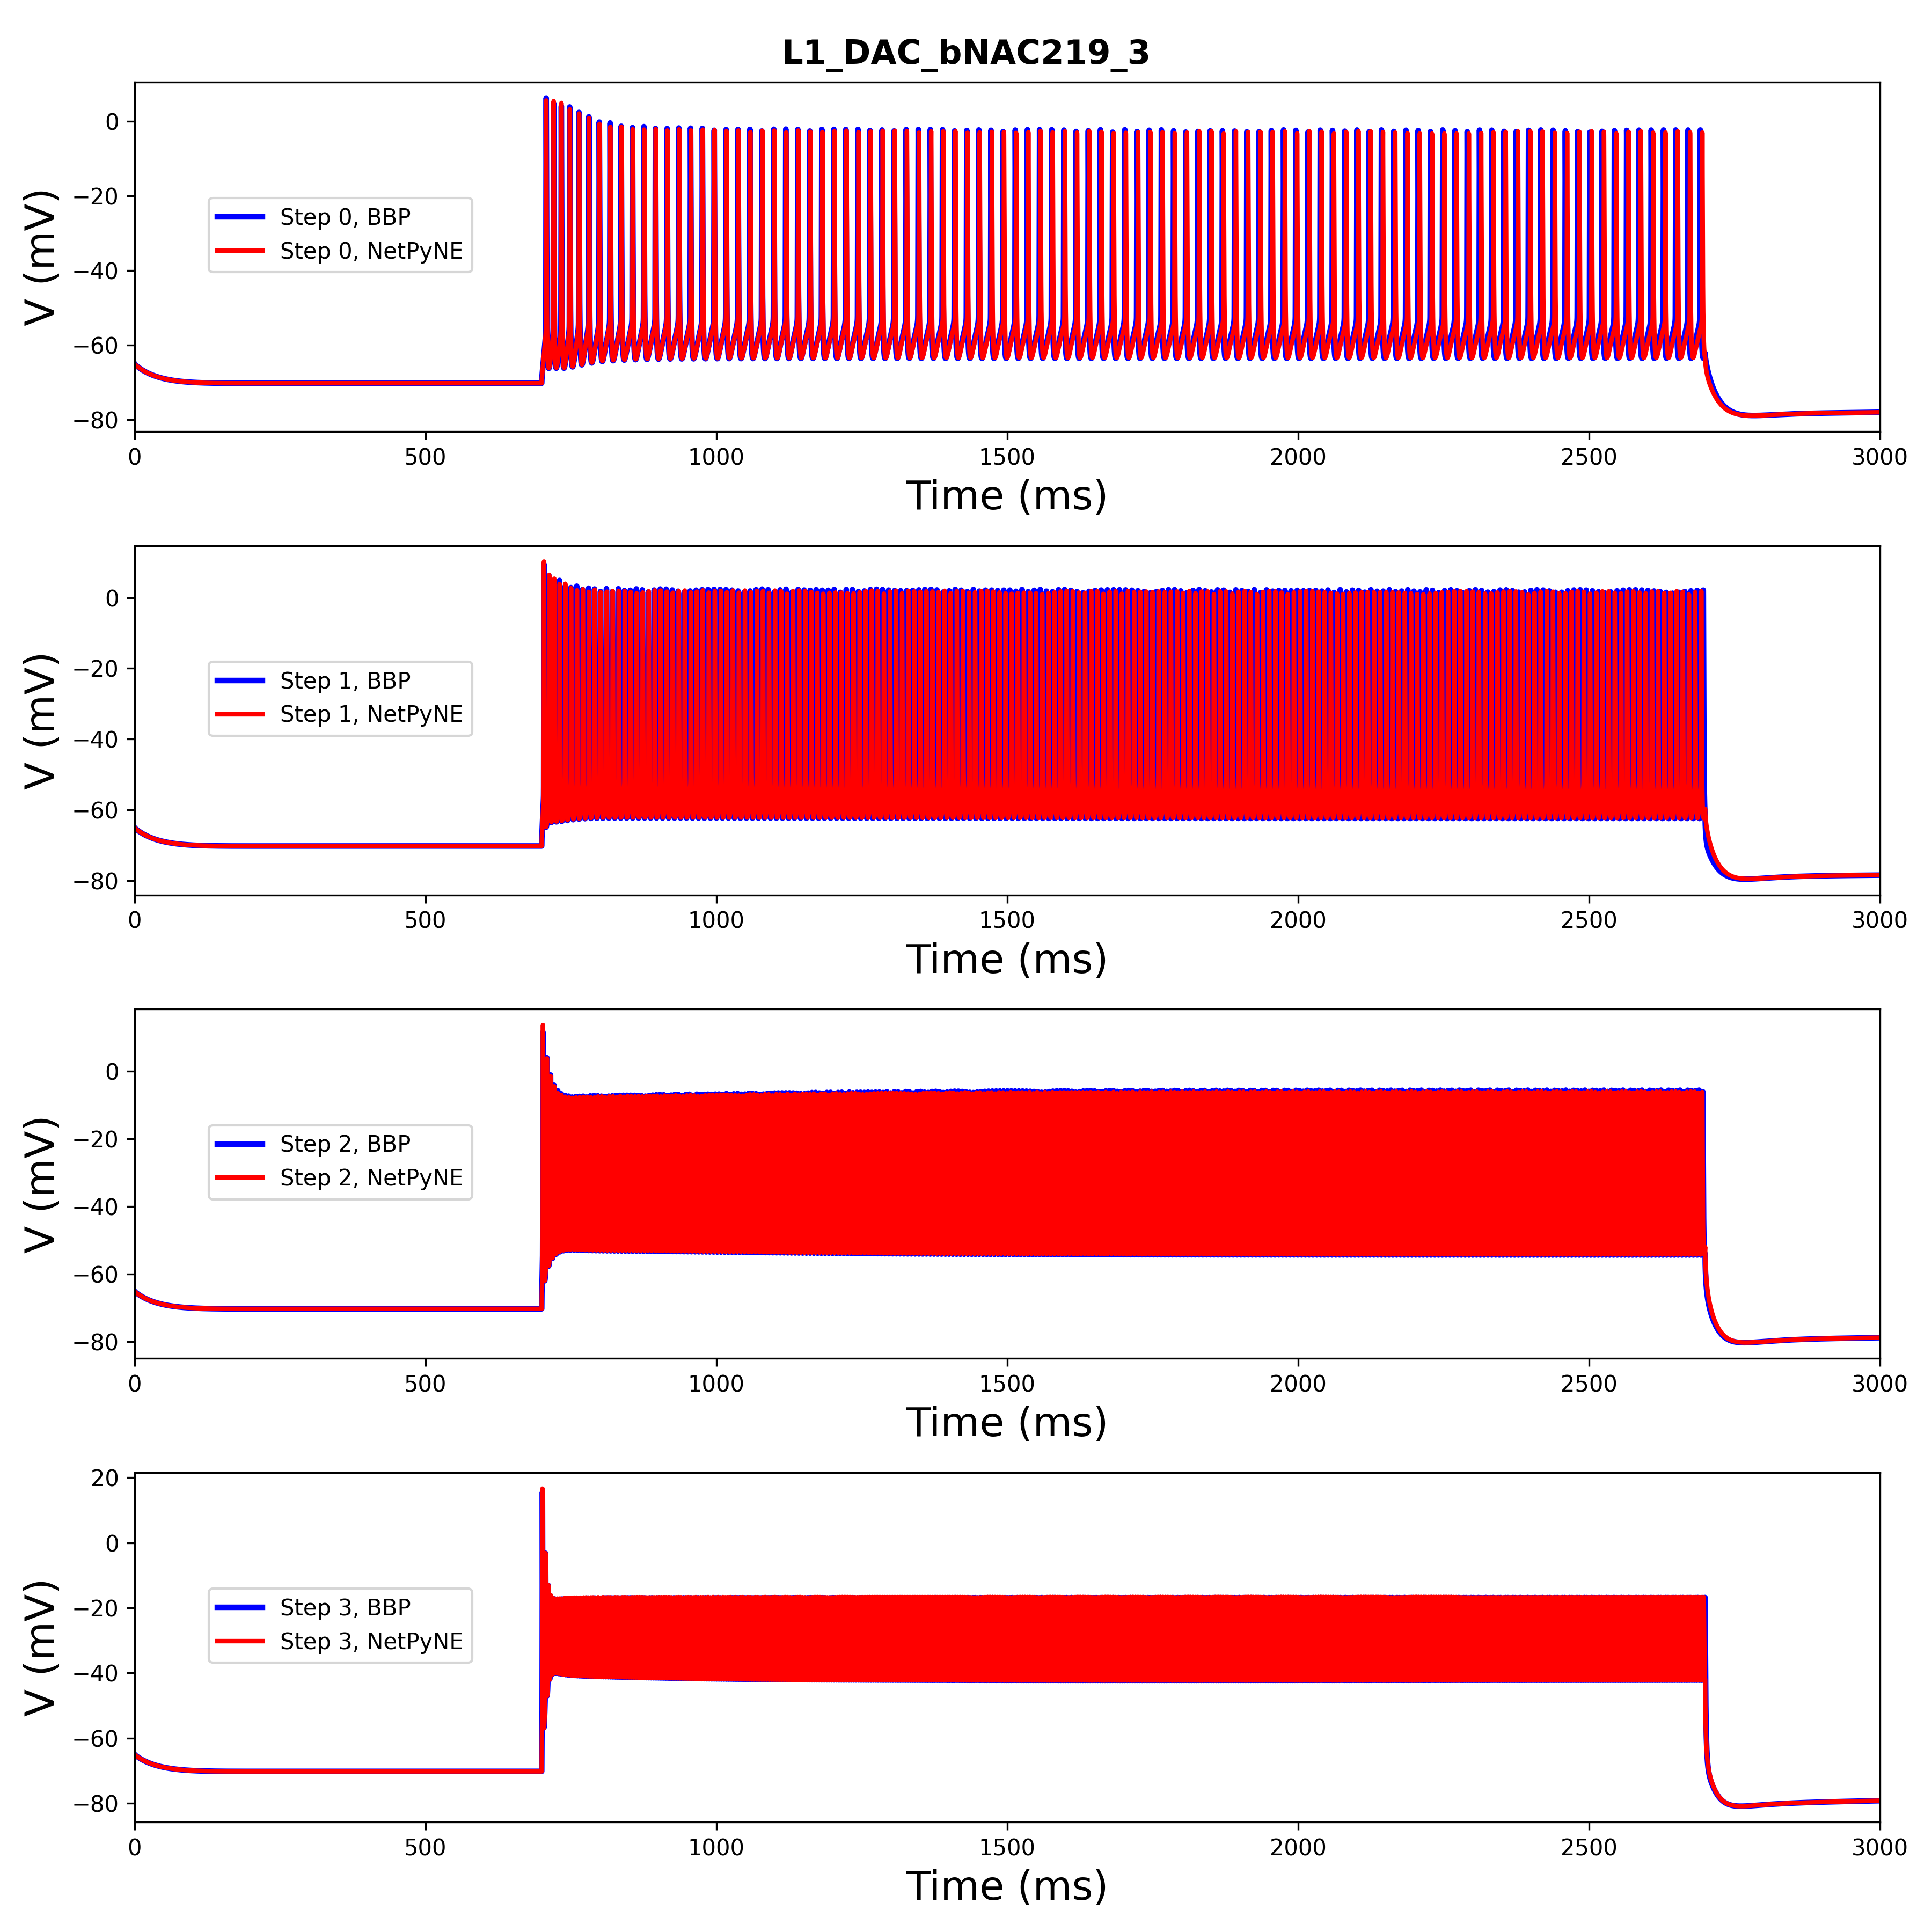 L1_DAC_bNAC219_3
0
−20
−40
−60
−80
V (mV)
Step 0, BBP
Step 0, NetPyNE
0 500 1000 1500 2000 2500 3000
Time (ms)
0
−20
−40
−60
−80
V (mV)
Step 1, BBP
Step 1, NetPyNE
0 500 1000 1500 2000 2500 3000
Time (ms)
0
−20
−40
−60
−80
V (mV)
Step 2, BBP
Step 2, NetPyNE
0 500 1000 1500 2000 2500 3000
Time (ms)
20
0
−20
−40
−60
−80
V (mV)
Step 3, BBP
Step 3, NetPyNE
0 500 1000 1500 2000 2500 3000
Time (ms)